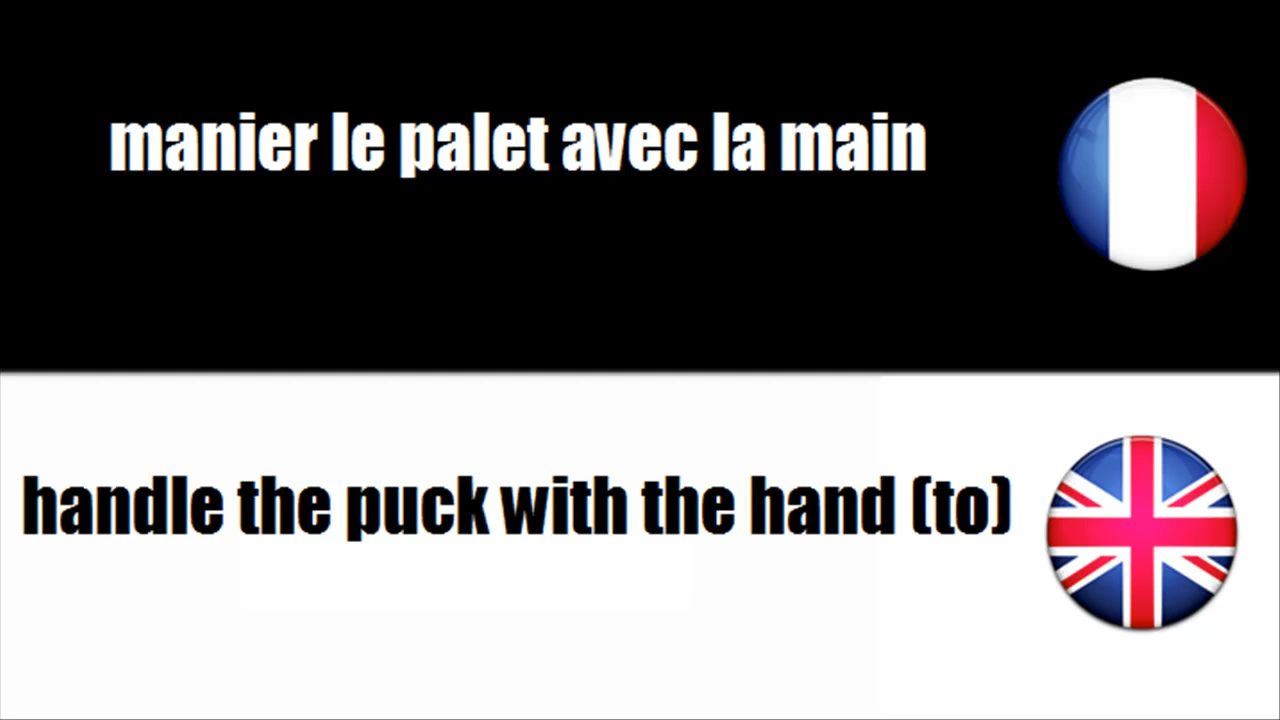 manier le palet avec la main
handle the puck with the hand (to)